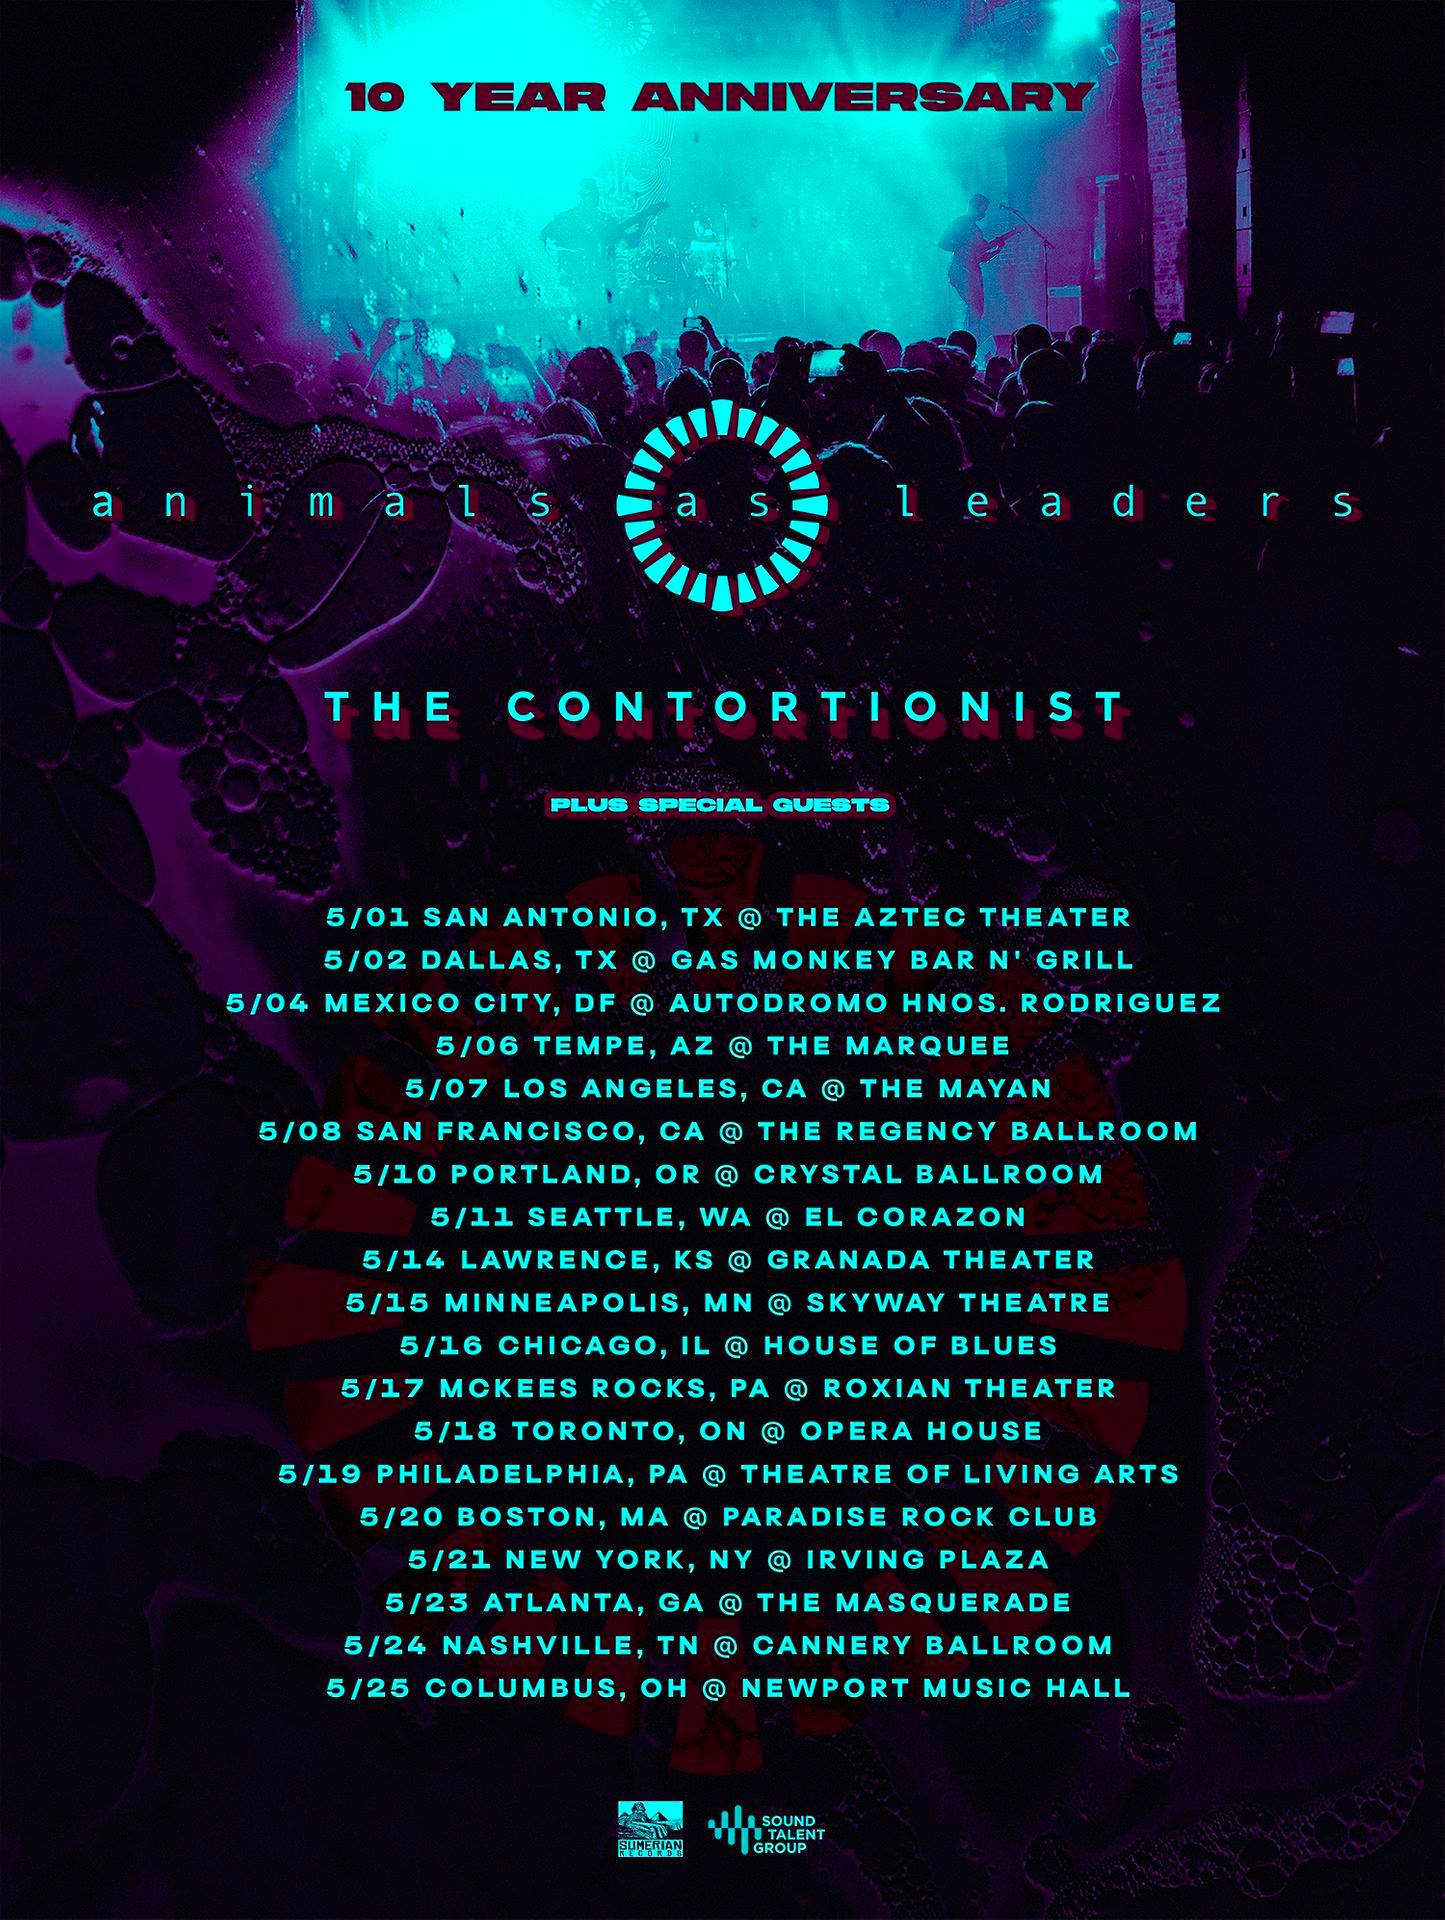 10 YEAR ANNIVERSARY
animals as leaders
THE CONTORTIONIST
PLUS SPECIAL GUESTS
5/01 SAN ANTONIO, TX @ THE AZTEC THEATER
5/02 DALLAS, TX @ GAS MONKEY BAR N' GRILL
5/04 MEXICO CITY, DF @ AUTODROMO HNOS. RODRIGUEZ
5/06 TEMPE, AZ @ THE MARQUEE
5/07 LOS ANGELES, CA @ THE MAYAN
5/08 SAN FRANCISCO, CA @ THE REGENCY BALLROOM
5/10 PORTLAND, OR @ CRYSTAL BALLROOM
5/11 SEATTLE, WA @ EL CORAZON
5/14 LAWRENCE, KS @ GRANADA THEATER
5/15 MINNEAPOLIS, MN @ SKYWAY THEATRE
5/16 CHICAGO, IL @ HOUSE OF BLUES
5/17 MCKEES ROCKS, PA @ ROXIAN THEATER
5/18 TORONTO, ON @ OPERA HOUSE
5/19 PHILADELPHIA, PA @ THEATRE OF LIVING ARTS
5/20 BOSTON, MA @ PARADISE ROCK CLUB
5/21 NEW YORK, NY @ IRVING PLAZA
5/23 ATLANTA, GA @ THE MASQUERADE
5/24 NASHVILLE, TN @ CANNERY BALLROOM
5/25 COLUMBUS, OH @ NEWPORT MUSIC HALL
SUMERIAN
RECORDS
SOUND
TALENT
GROUP